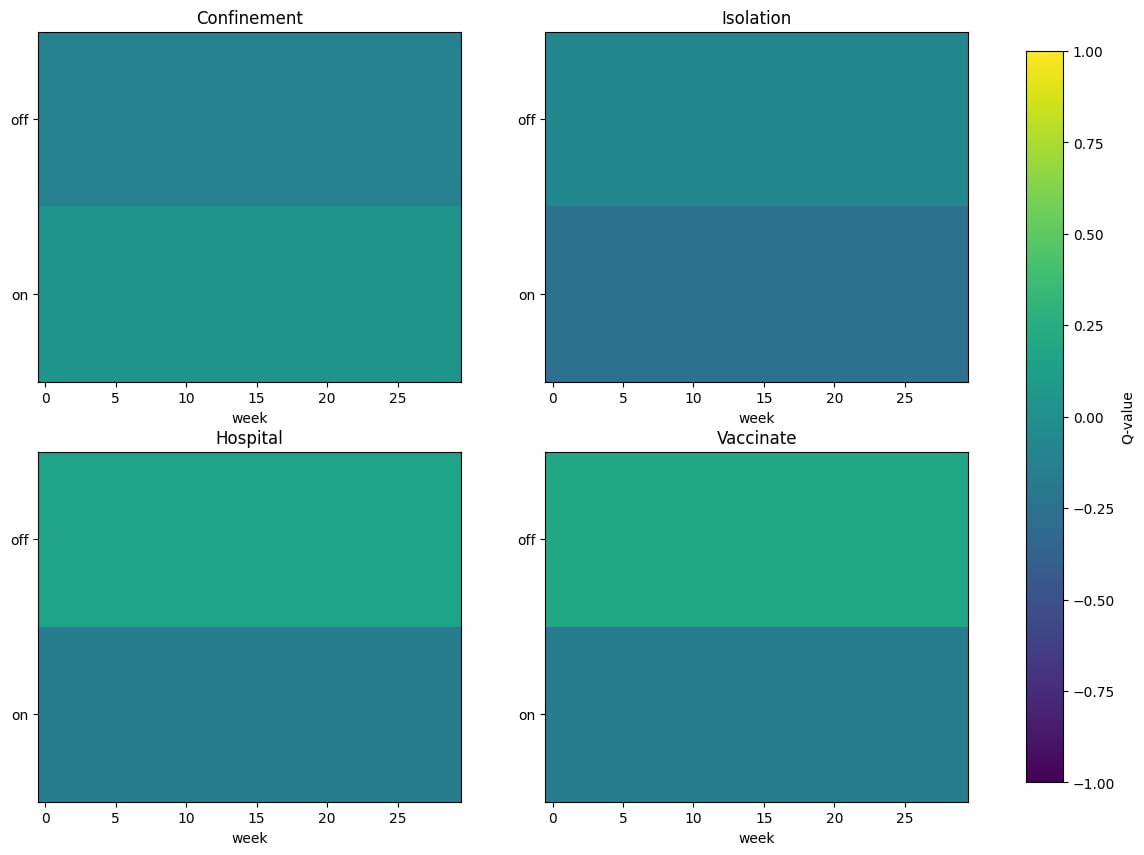 Confinement
off
on
0 5 10 15 20 25
week
Isolation
off
on
0 5 10 15 20 25
week
Hospital
off
on
0 5 10 15 20 25
week
Vaccinate
off
on
0 5 10 15 20 25
week
1.00
0.75
0.50
0.25
0.00
−0.25
−0.50
−0.75
−1.00
Q-value